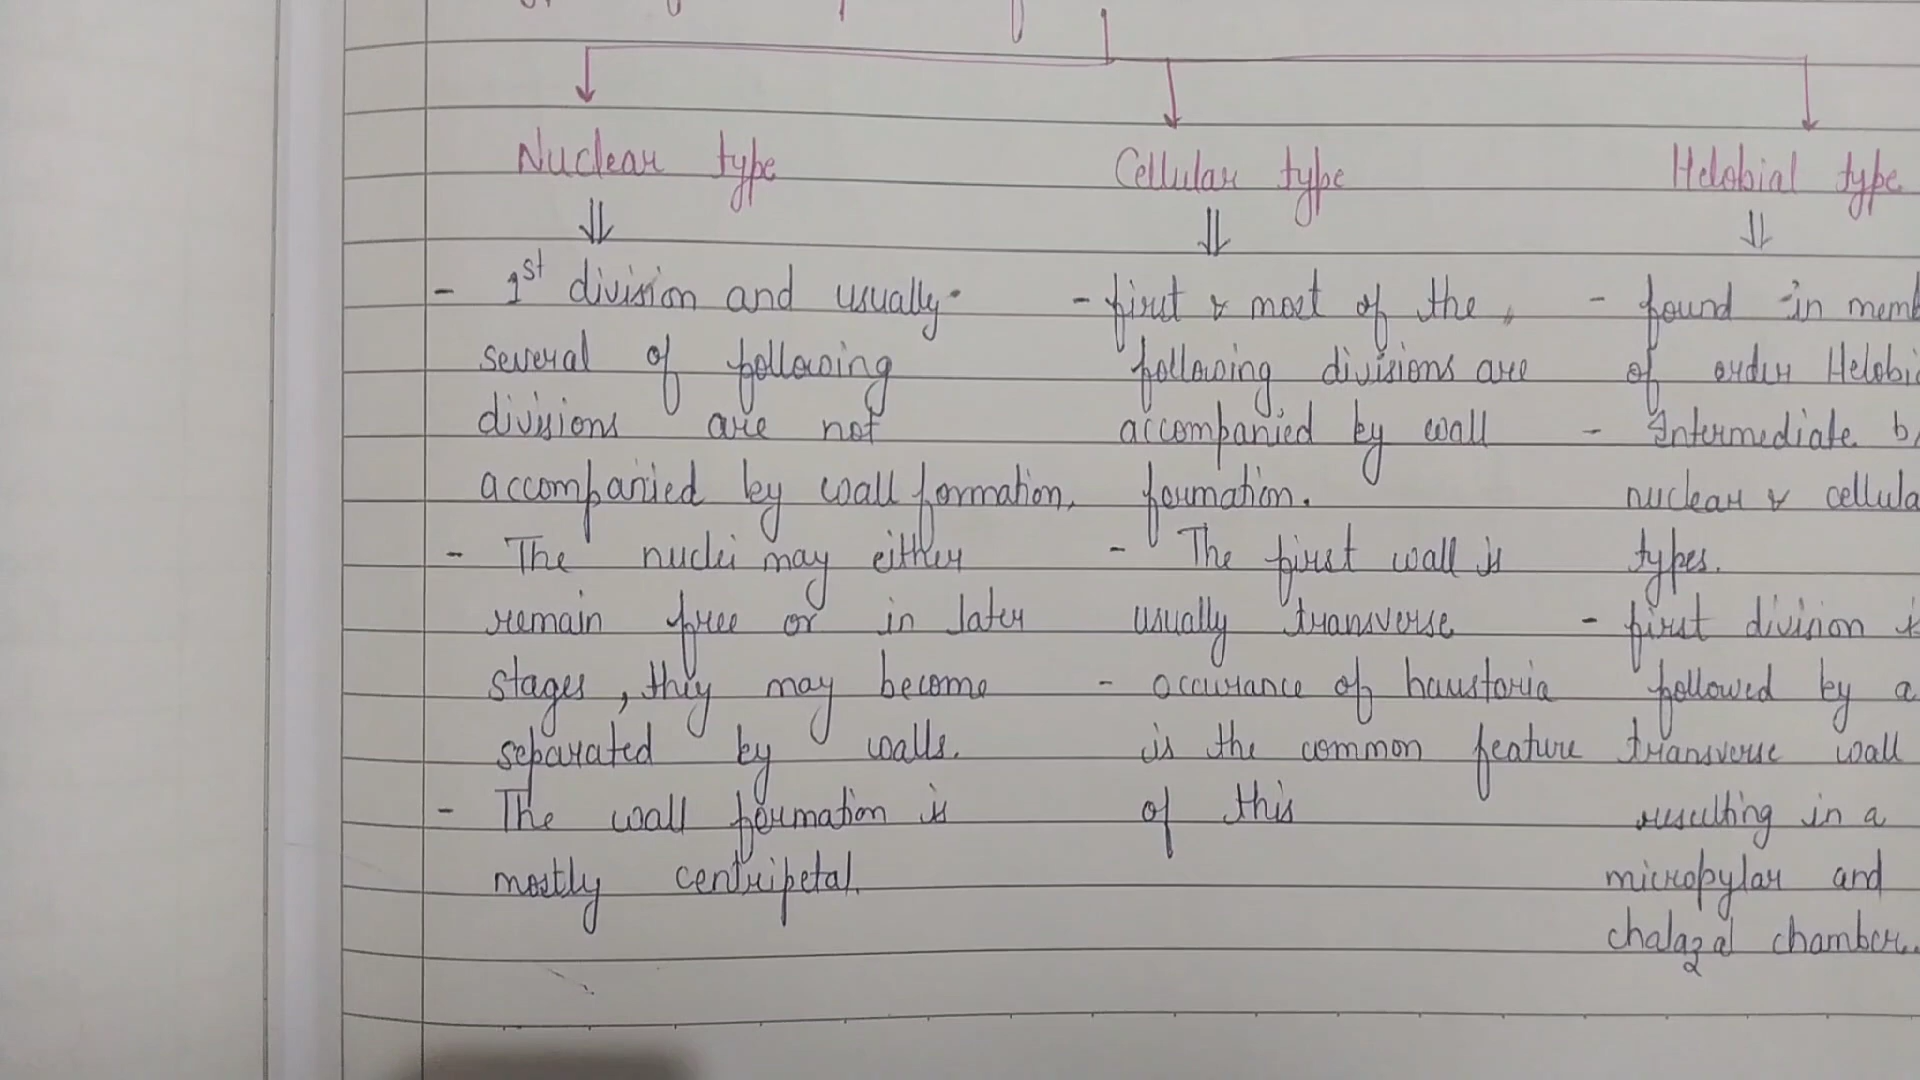 Nuclear type
- 1st division and usually
several of following
divisions are not
accompanied by wall formation.
- The nuclei may either
remain free or in later
stages, they may become
separated by walls.
- The wall formation is
mostly centripetal.
Cellular type
- first & most of the
following divisions are
accompanied by wall
formation.
- The first wall is
usually transverse
- occurance of haustoria
is the common feature
of this
Helobial type
- found in memb
of order Helobi
- Intermediate b/
nuclear & cellula
types.
- first division is
followed by a
transverse wall
resulting in a
micropylar and
chalazal chamber.